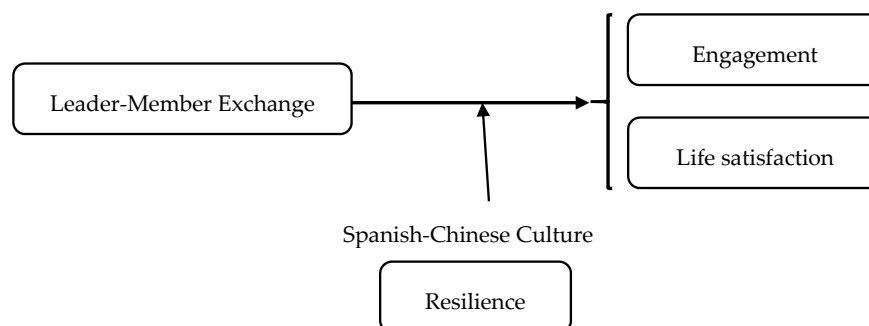 Engagement
Leader-Member Exchange
Life satisfaction
Spanish-Chinese Culture
Resilience